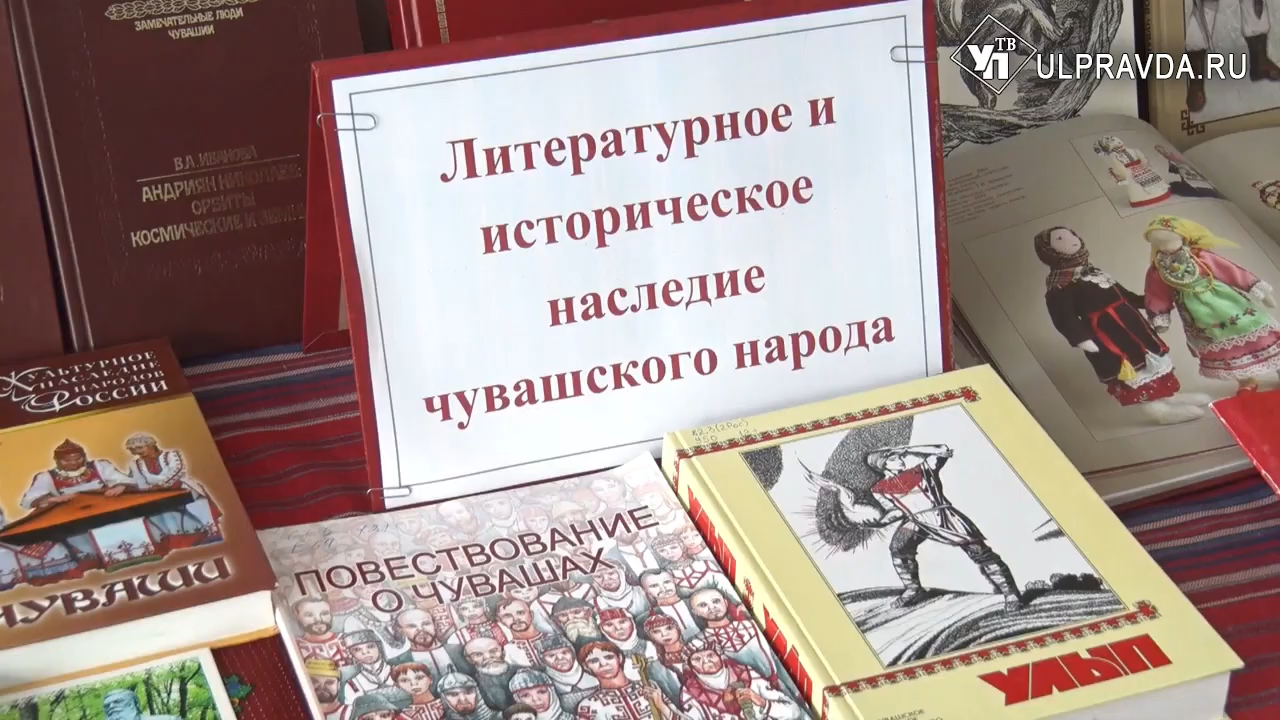 ЗАМЕЧАТЕЛЬНЫЕ ЛЮДИ
ЧУВАШИИ
В.А. ИВАНОВА
АНДРИЯН НИКОЛАЕВ:
ОРБИТЫ
КОСМИЧЕСКИЕ И
УП ТВ
ULPRAVDA.RU
Литературное и
историческое
наследие
чувашского народа
КУЛЬТУРНОЕ
НАСЛЕДИЕ
НАРОДОВ
РОССИИ
ЧУВАШИ
ПОВЕСТВОВАНИЕ
О ЧУВАШАХ
УЛЫП
УЛЫП